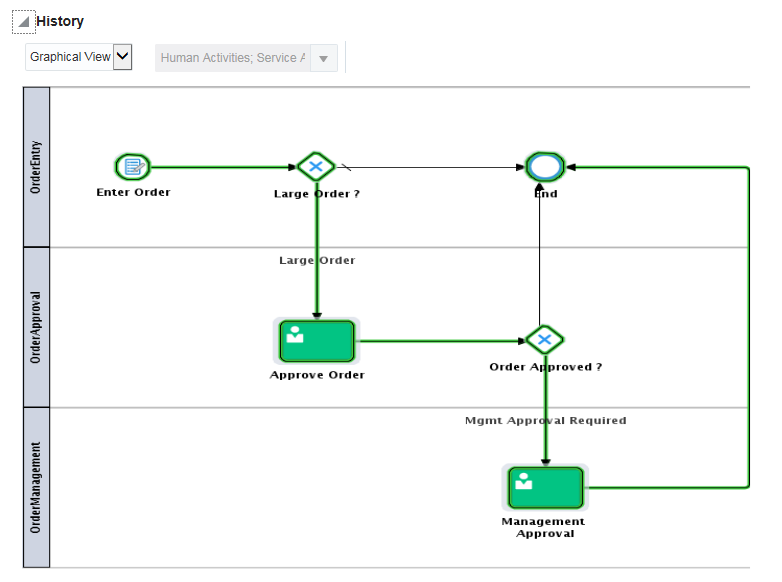 History
Graphical View
Human Activities; Service A
OrderEntry
Enter Order
Large Order ?
End
Large Order
OrderApproval
Approve Order
Order Approved ?
Mgmt Approval Required
OrderManagement
Management
Approval